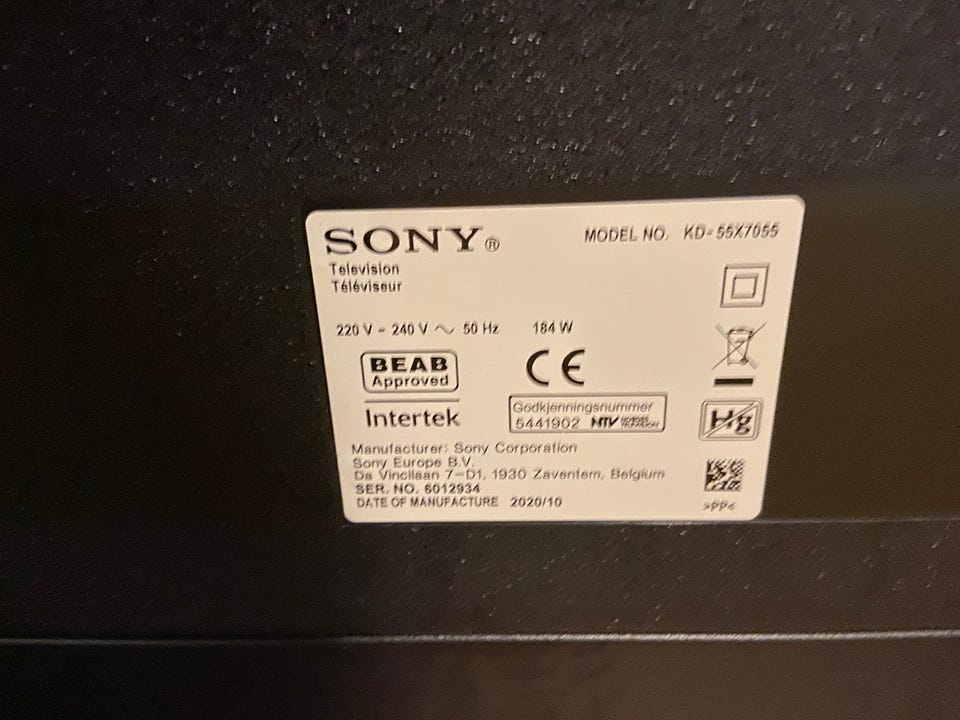 SONY®
MODEL NO. KD-55X7055
Television
Téléviseur
220 V - 240 V ~ 50 Hz 184 W
BEAB
Approved
CE
Intertek
Godkjenningsnummer
5441902 NTV
Hg
Manufacturer: Sony Corporation
Sony Europe B.V.
Da Vincilaan 7-D1, 1930 Zaventem, Belgium
SER. NO. 6012934
DATE OF MANUFACTURE 2020/10
>PP<